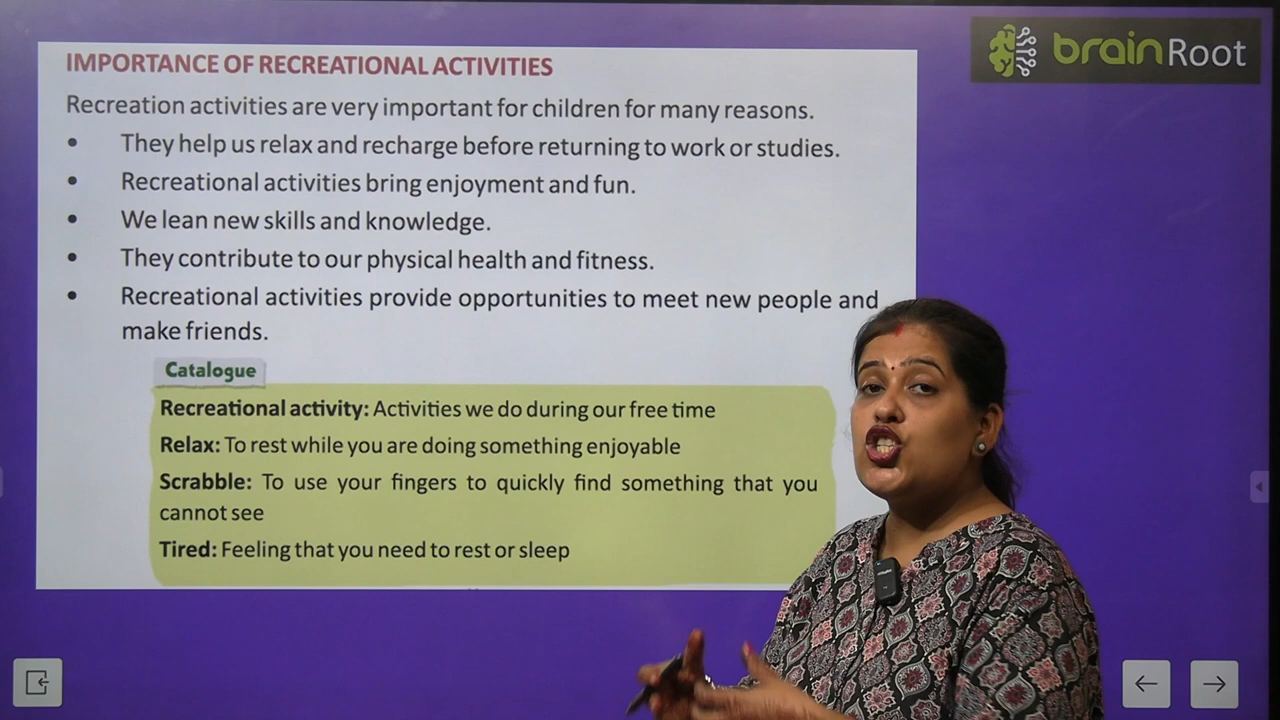 brainRoot
IMPORTANCE OF RECREATIONAL ACTIVITIES
Recreation activities are very important for children for many reasons.
• They help us relax and recharge before returning to work or studies.
• Recreational activities bring enjoyment and fun.
• We lean new skills and knowledge.
• They contribute to our physical health and fitness.
• Recreational activities provide opportunities to meet new people and
make friends.
Catalogue
Recreational activity: Activities we do during our free time
Relax: To rest while you are doing something enjoyable
Scrabble: To use your fingers to quickly find something that you
cannot see
Tired: Feeling that you need to rest or sleep